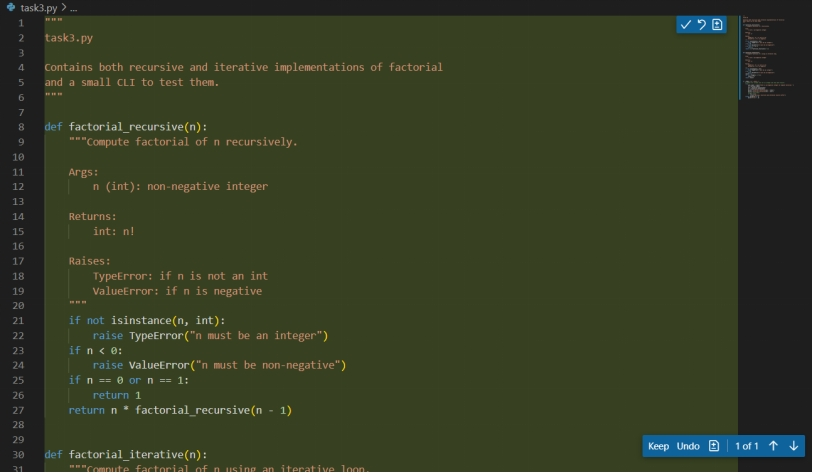 task3.py > ...
1 """
2 task3.py
3
4 Contains both recursive and iterative implementations of factorial
5 and a small CLI to test them.
6 """
7
8 def factorial_recursive(n):
9     """Compute factorial of n recursively.
10
11     Args:
12         n (int): non-negative integer
13
14     Returns:
15         int: n!
16
17     Raises:
18         TypeError: if n is not an int
19         ValueError: if n is negative
20     """
21     if not isinstance(n, int):
22         raise TypeError("n must be an integer")
23     if n < 0:
24         raise ValueError("n must be non-negative")
25     if n == 0 or n == 1:
26         return 1
27     return n * factorial_recursive(n - 1)
28
29
Keep Undo 1 of 1
30 def factorial_iterative(n):
31     """Compute factorial of n using an iterative loop.